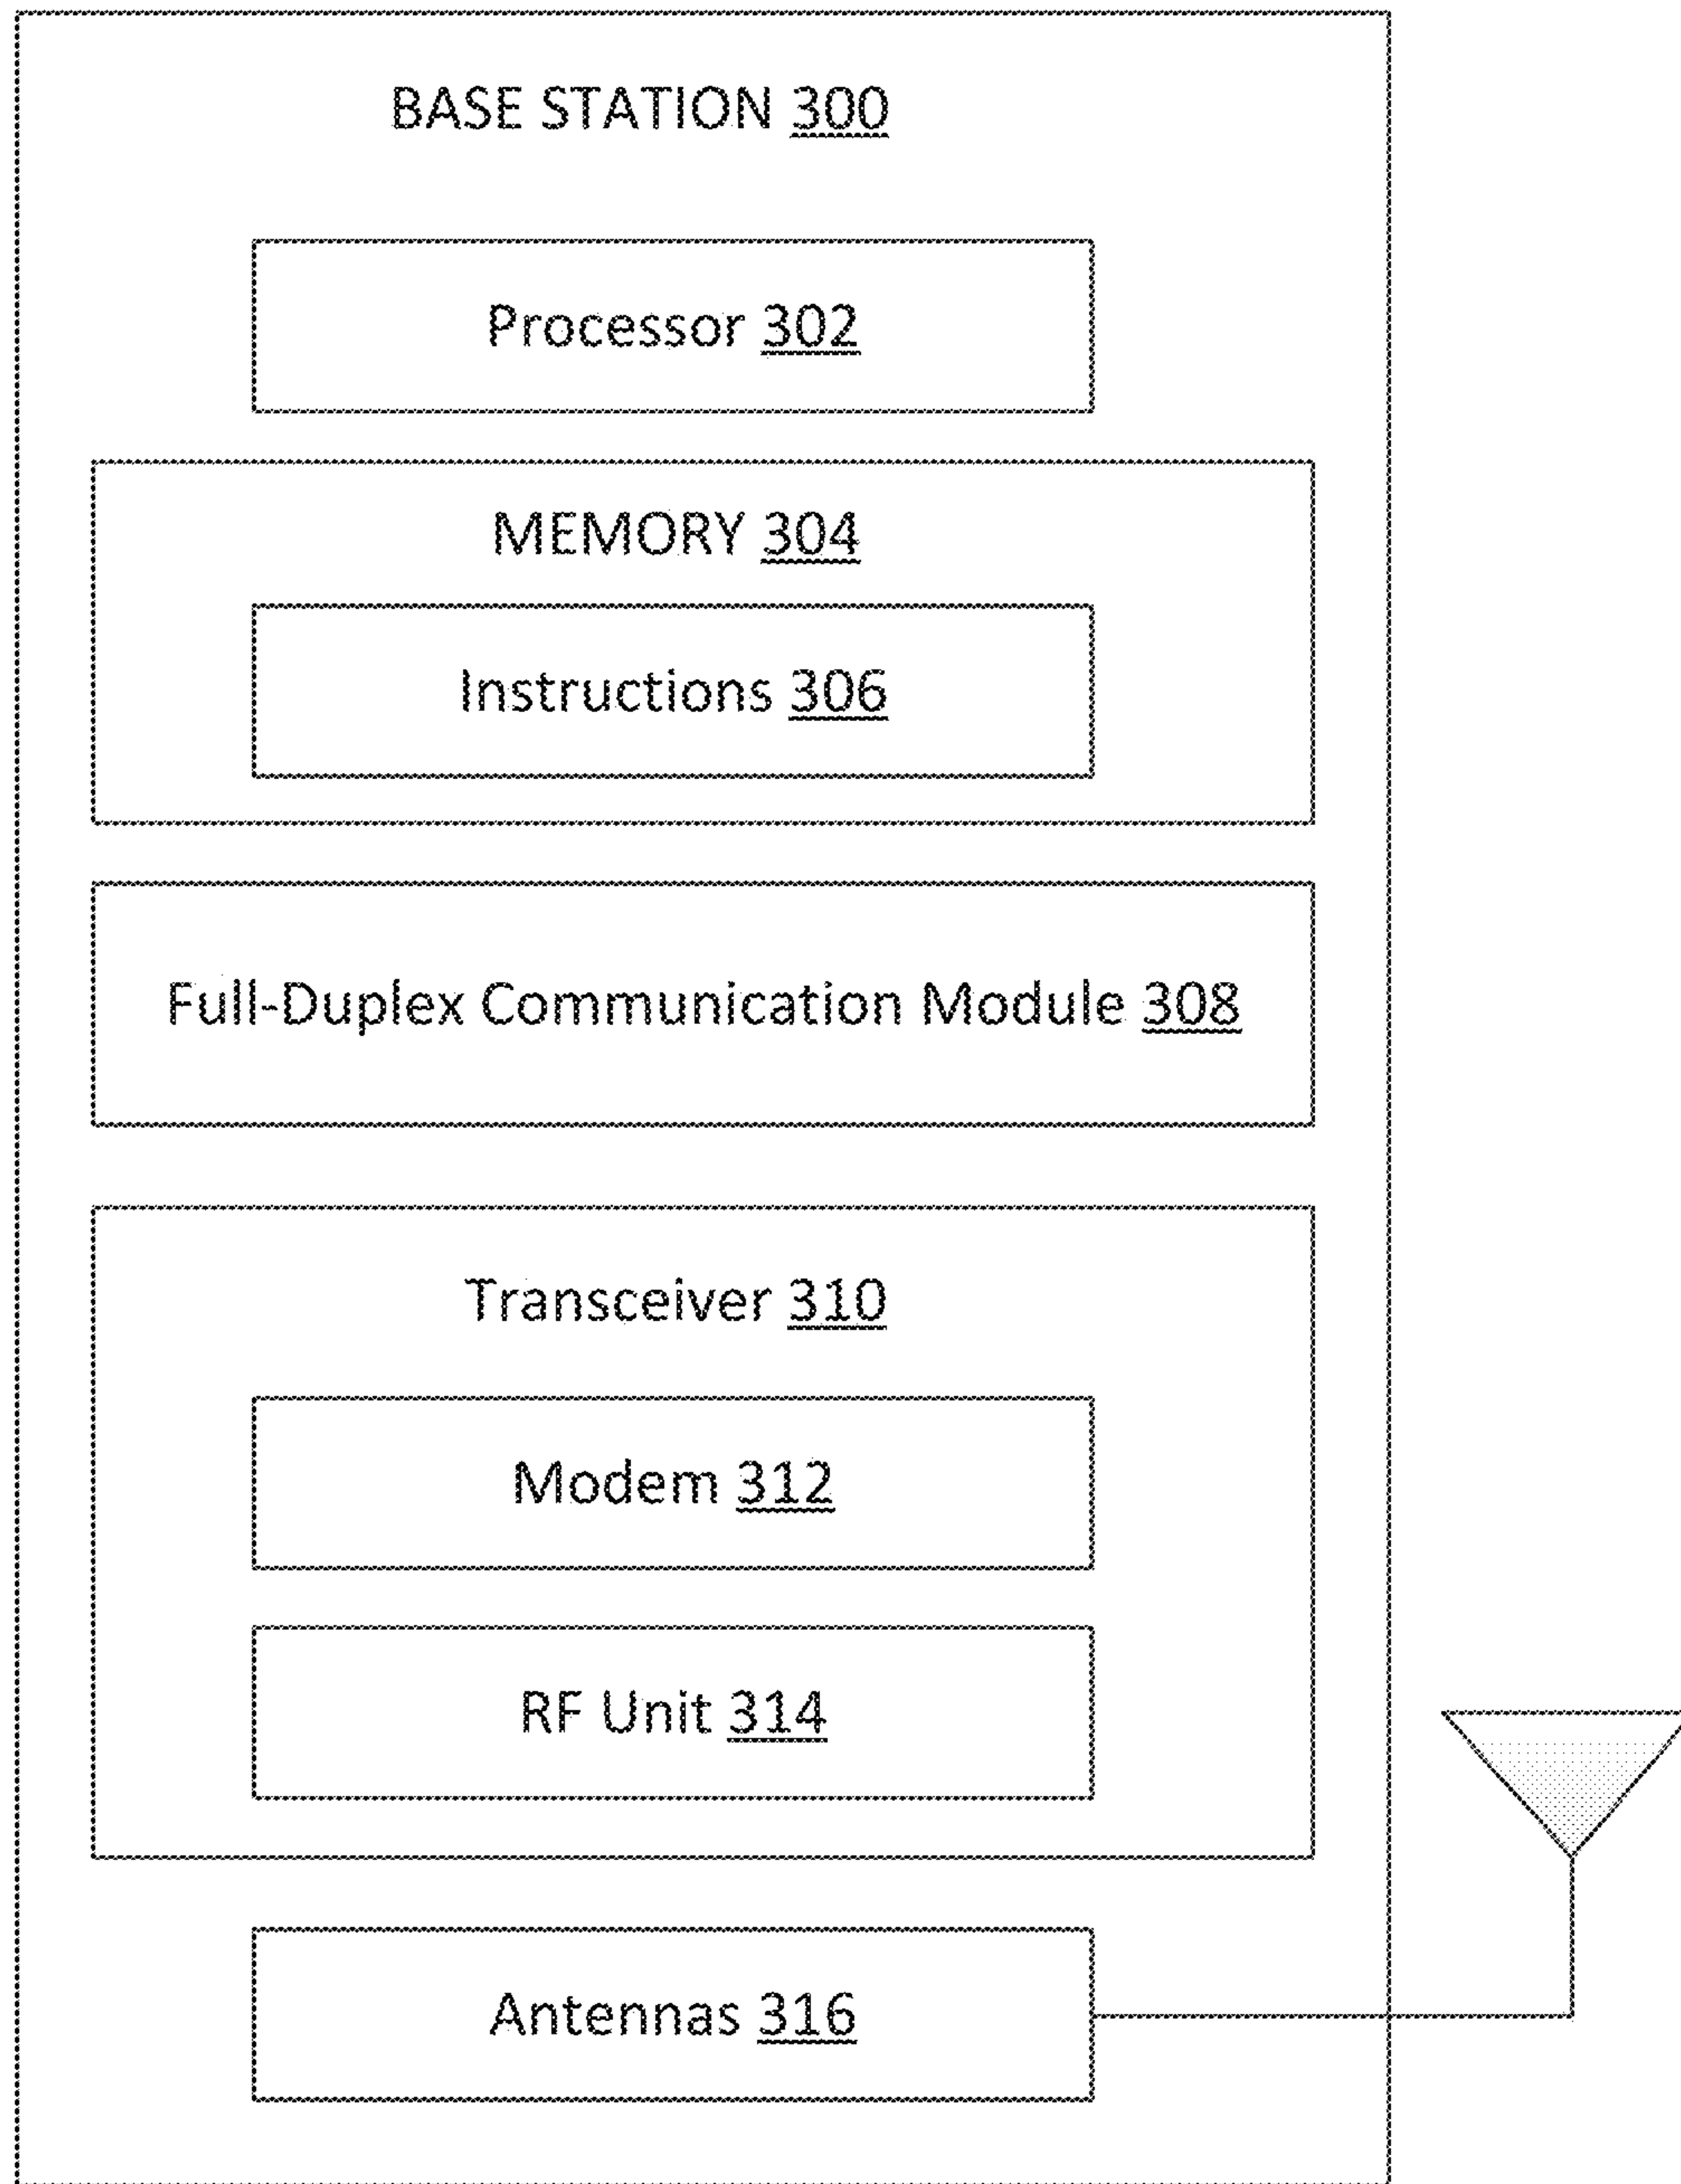 BASE STATION 300
Processor 302
MEMORY 304
Instructions 306
Full-Duplex Communication Module 308
Transceiver 310
Modem 312
RF Unit 314
Antennas 316